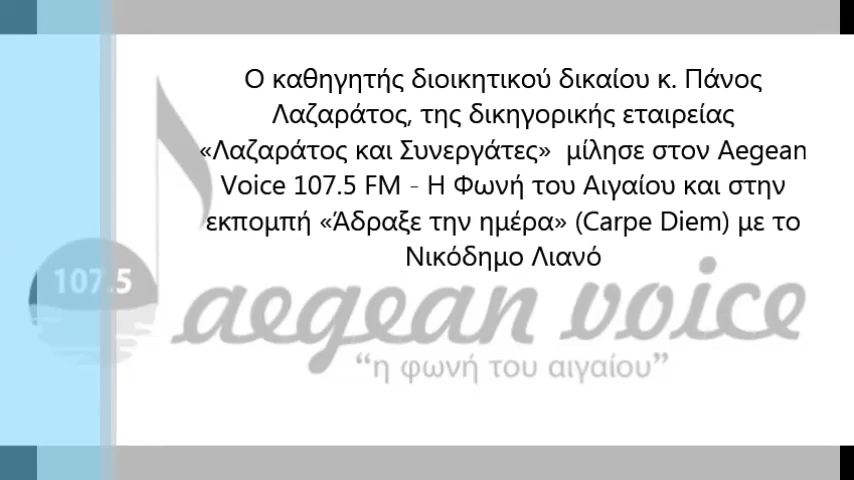 Ο καθηγητής διοικητικού δικαίου κ. Πάνος
Λαζαράτος, της δικηγορικής εταιρείας
«Λαζαράτος και Συνεργάτες»  μίλησε στον Aegean
Voice 107.5 FM - Η Φωνή του Αιγαίου και στην
εκπομπή «Άδραξε την ημέρα» (Carpe Diem) με το
Νικόδημο Λιανό
107.5
aegean voice
“η φωνή του αιγαίου”